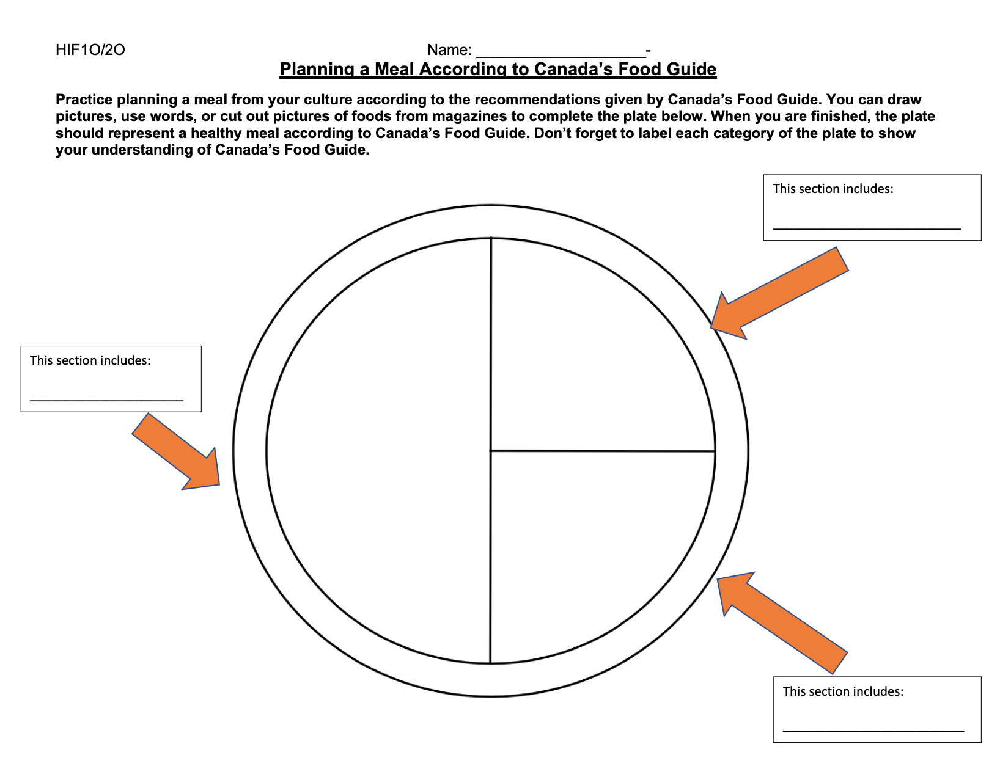 HIF1O/2O Name: ____________________-
Planning a Meal According to Canada’s Food Guide
Practice planning a meal from your culture according to the recommendations given by Canada’s Food Guide. You can draw
pictures, use words, or cut out pictures of foods from magazines to complete the plate below. When you are finished, the plate
should represent a healthy meal according to Canada’s Food Guide. Don’t forget to label each category of the plate to show
your understanding of Canada’s Food Guide.
This section includes:
___________________________
This section includes:
______________________
This section includes:
__________________________